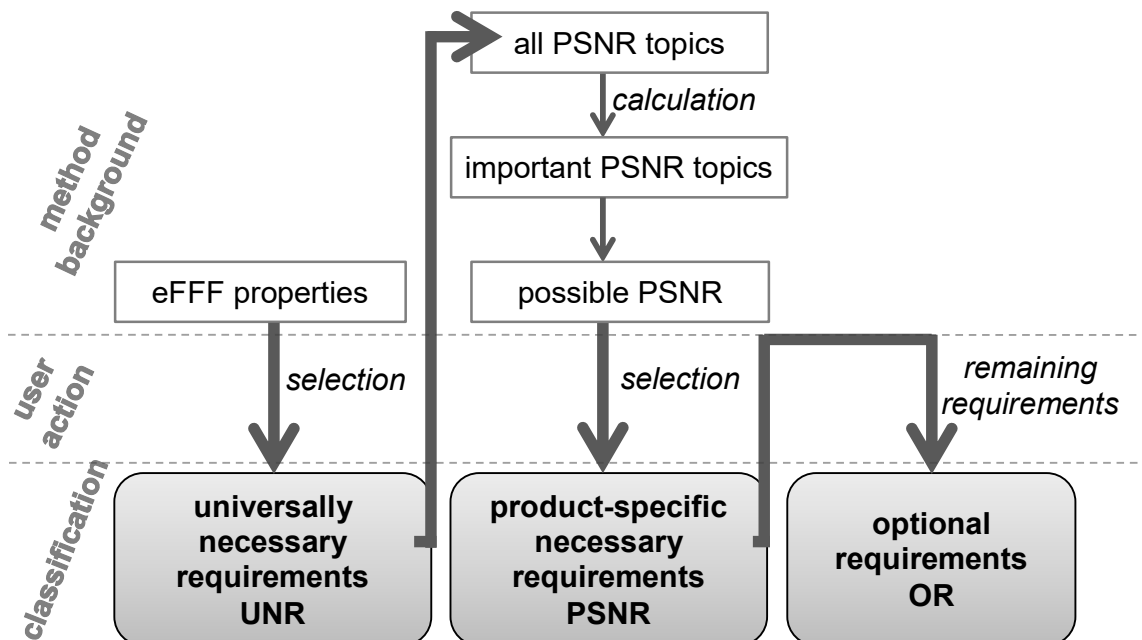 all PSNR topics
calculation
important PSNR topics
method
background
eFFF properties
possible PSNR
user
action
selection
selection
remaining
requirements
classification
universally
necessary
requirements
UNR
product-specific
necessary
requirements
PSNR
optional
requirements
OR